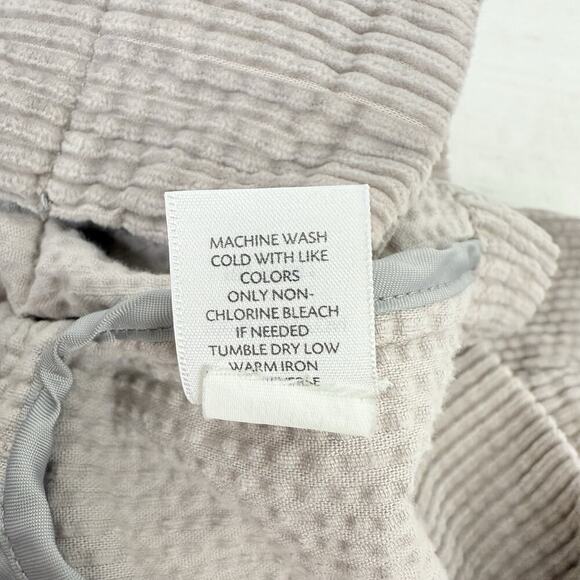 MACHINE WASH
COLD WITH LIKE
COLORS
ONLY NON-
CHLORINE BLEACH
IF NEEDED
TUMBLE DRY LOW
WARM IRON